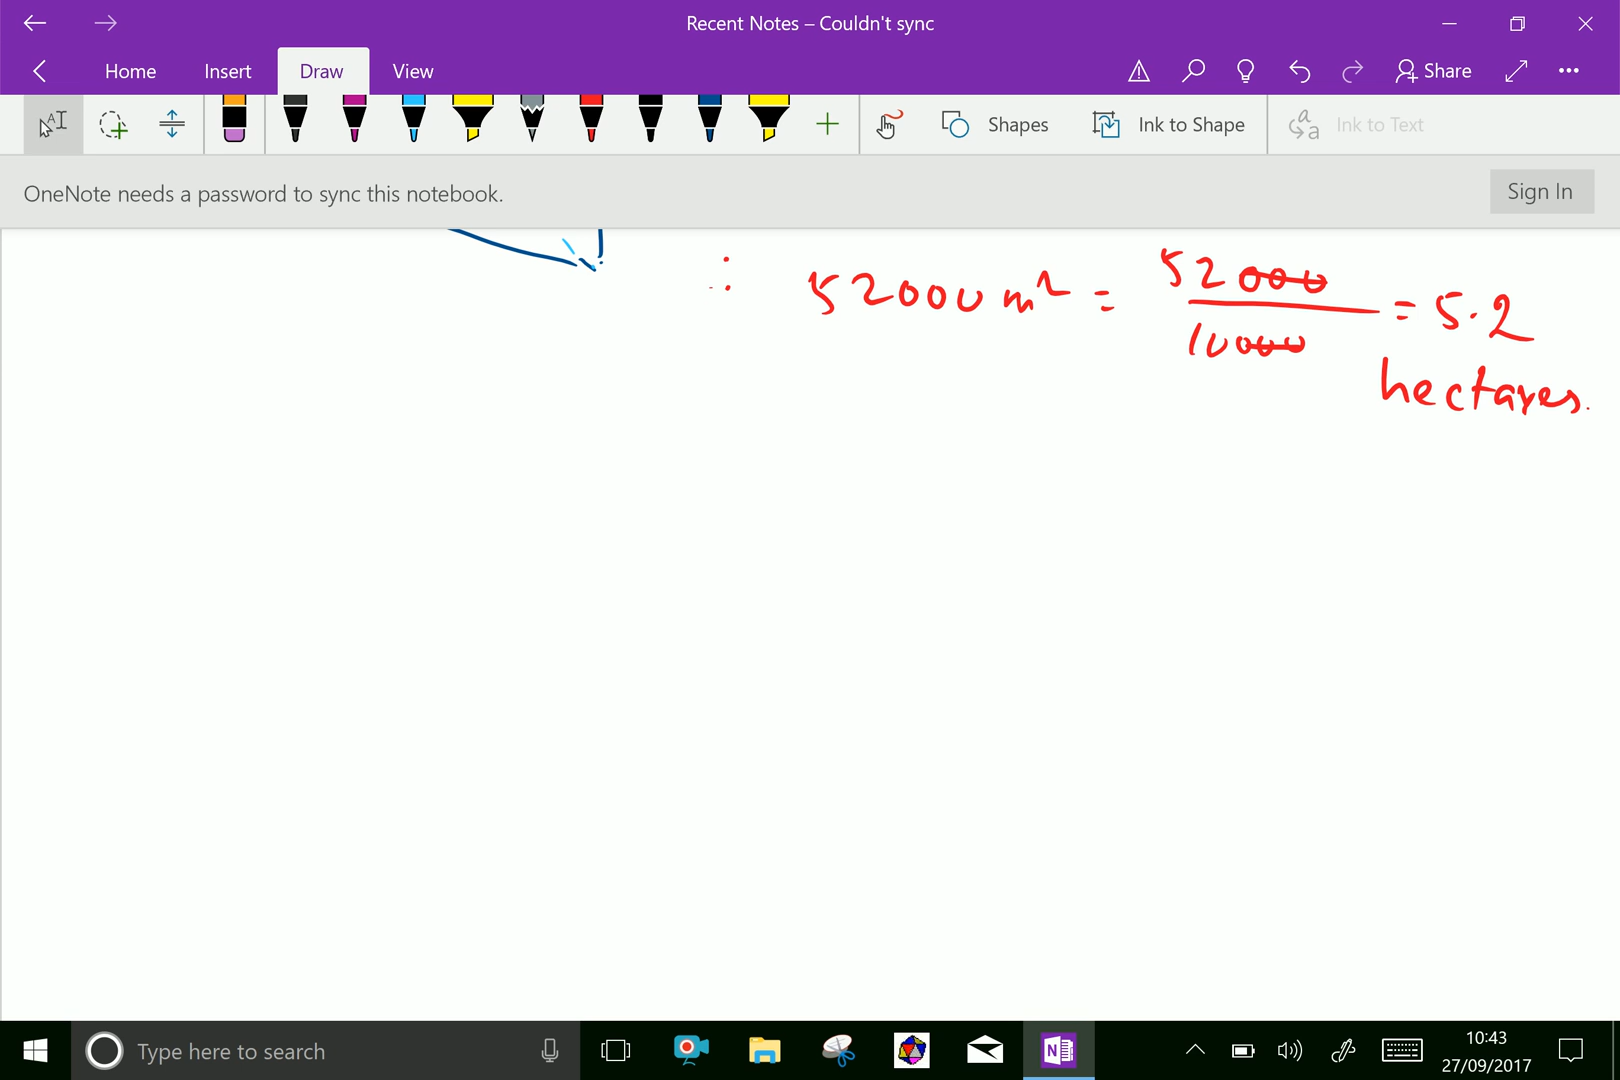 Recent Notes – Couldn't sync
Home Insert Draw View Share
Shapes Ink to Shape Ink to Text
OneNote needs a password to sync this notebook. Sign In
∴ 52000 m² = 52000/10000 = 5.2
hectares.
Type here to search
10:43
27/09/2017